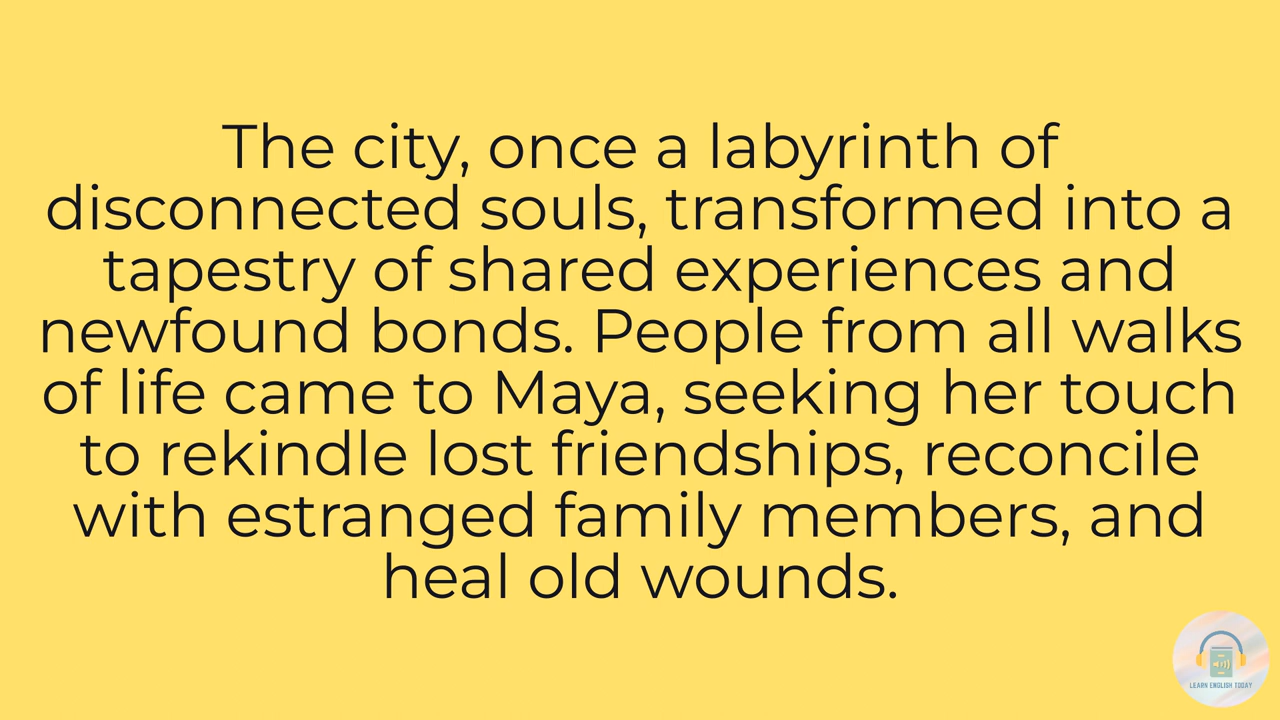 The city, once a labyrinth of
disconnected souls, transformed into a
tapestry of shared experiences and
newfound bonds. People from all walks
of life came to Maya, seeking her touch
to rekindle lost friendships, reconcile
with estranged family members, and
heal old wounds.
LEARN ENGLISH TODAY